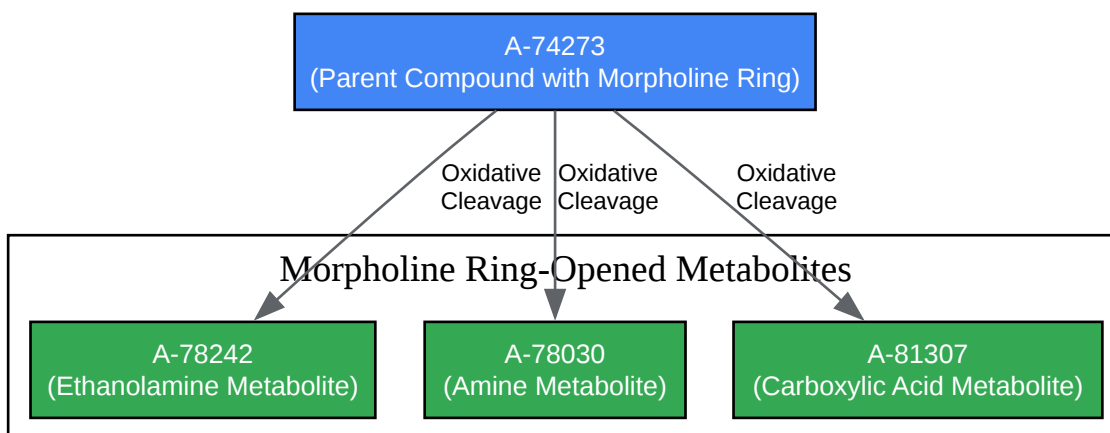 A-74273
(Parent Compound with Morpholine Ring)
Oxidative
Cleavage
Oxidative
Cleavage
Oxidative
Cleavage
Morpholine Ring-Opened Metabolites
A-78242
(Ethanolamine Metabolite)
A-78030
(Amine Metabolite)
A-81307
(Carboxylic Acid Metabolite)